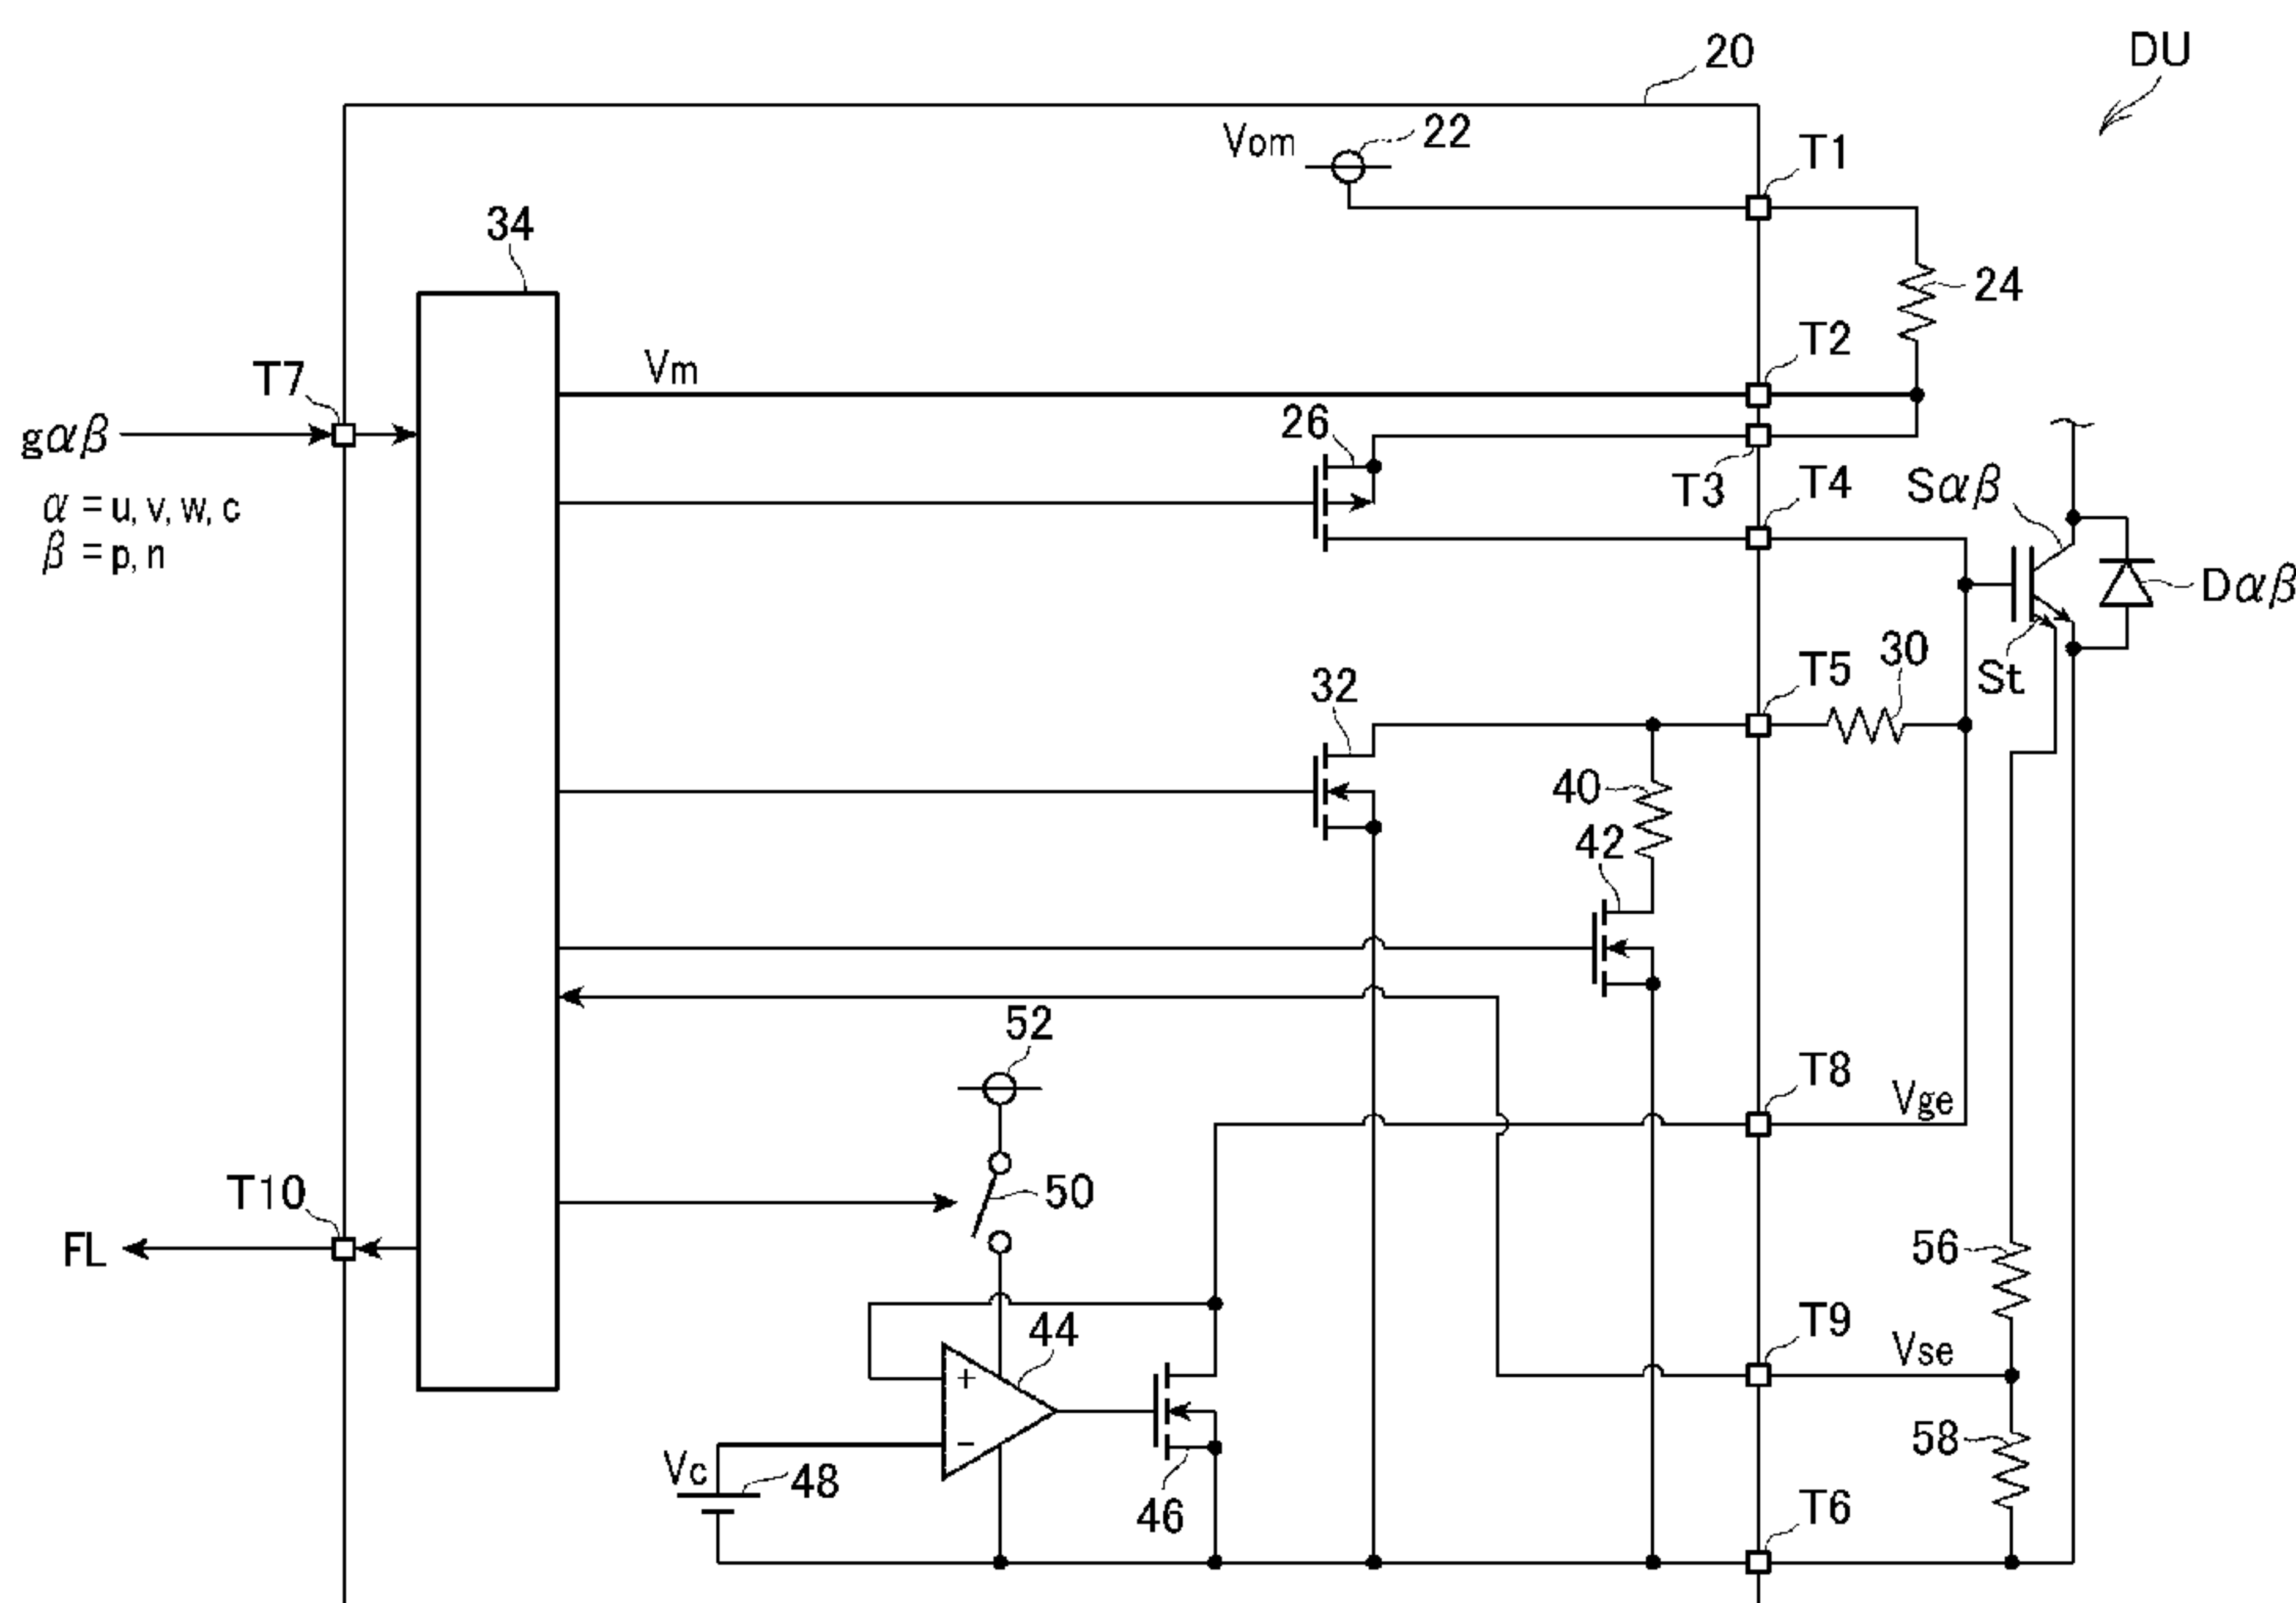 20
DU
Vom
22
T1
34
24
T2
Vm
T7
26
gαβ
T3
T4
Sαβ
α = u, v, w, c
β = p, n
Dαβ
T5
30
St
32
40
42
52
T8
Vge
T10
50
FL
56
44
T9
Vse
+
−
Vc
48
58
46
T6